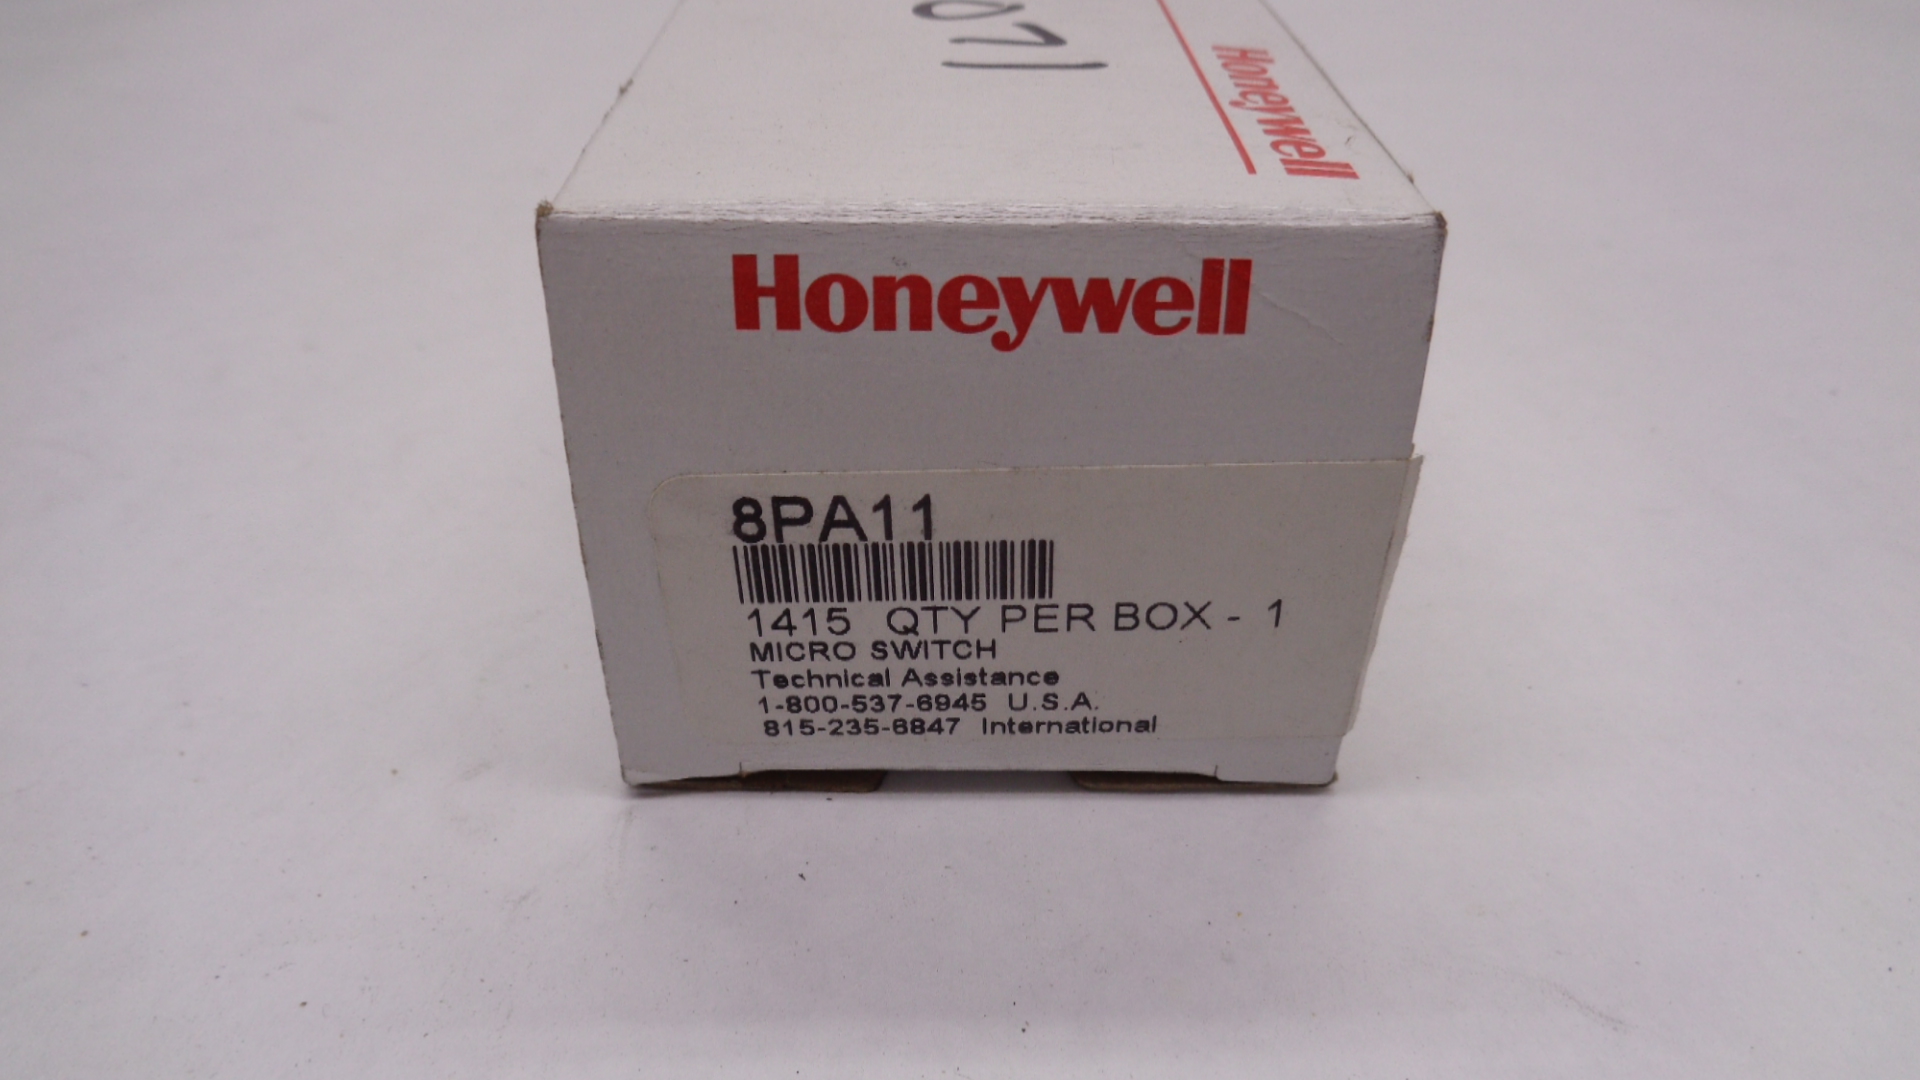 071
Honeywell
Honeywell
8PA11
1415 QTY PER BOX - 1
MICRO SWITCH
Technical Assistance
1-800-537-6945 U.S.A.
815-235-6847 International